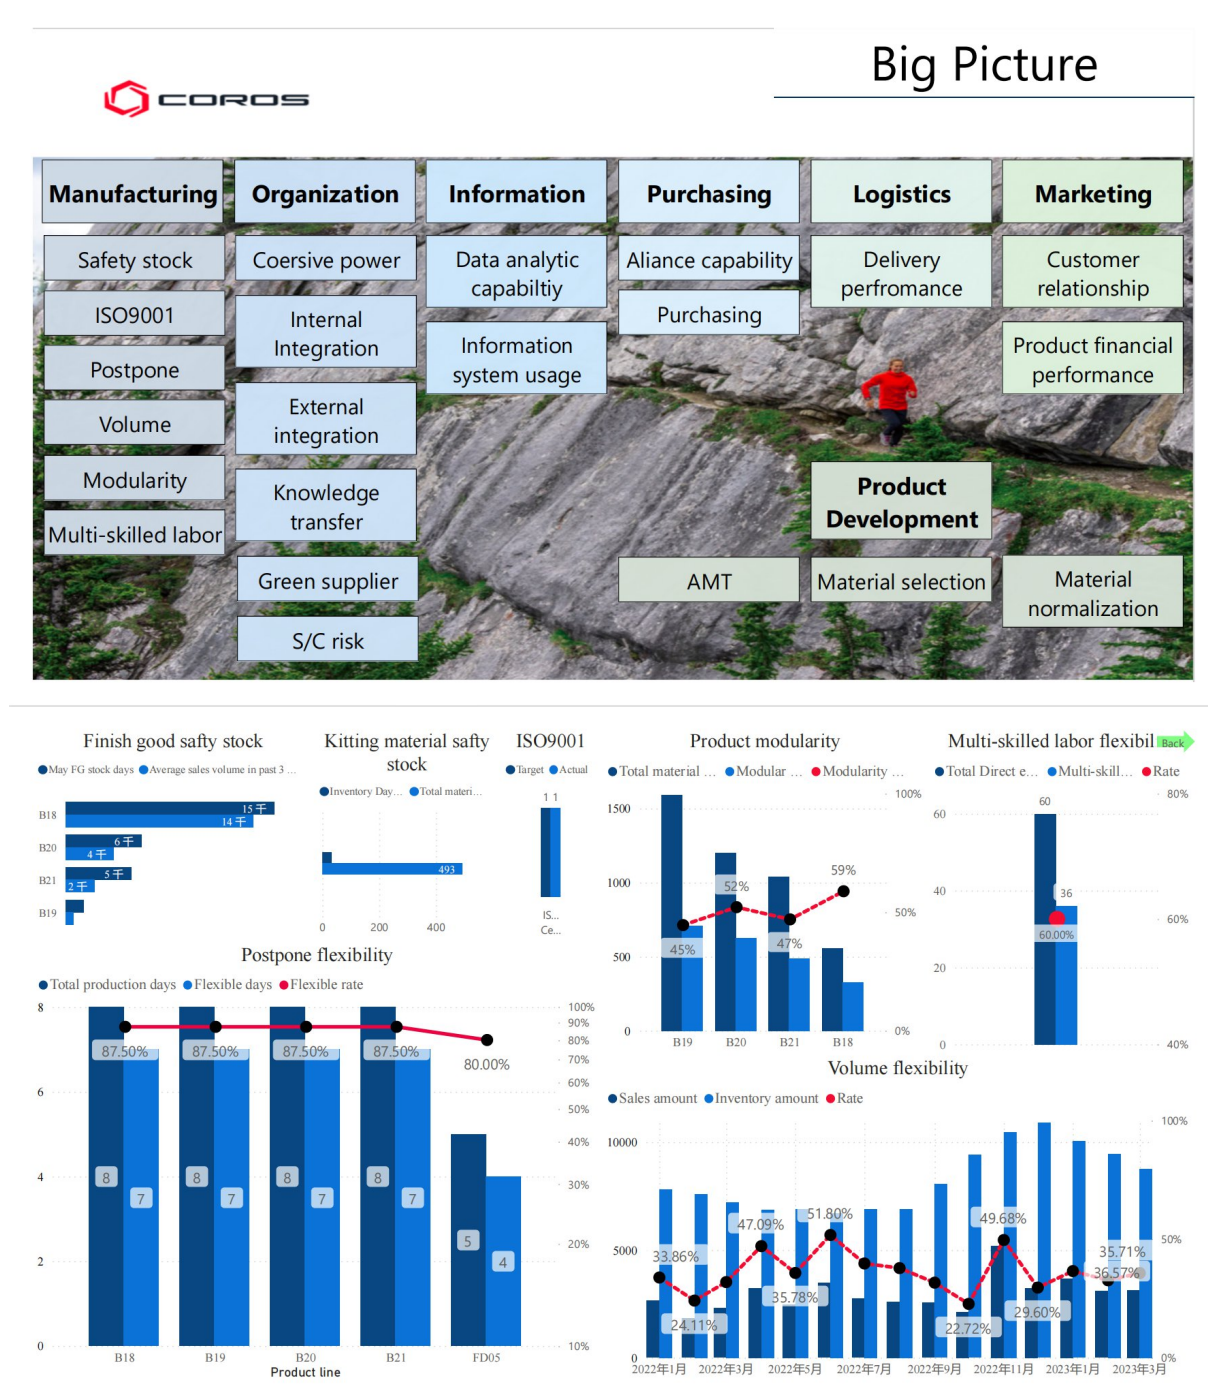 Big Picture
COROS
Manufacturing
Organization
Information
Purchasing
Logistics
Marketing
Safety stock
ISO9001
Postpone
Volume
Modularity
Multi-skilled labor
Coersive power
Internal
Integration
External
integration
Knowledge
transfer
Green supplier
S/C risk
Data analytic
capabiltiy
Information
system usage
Aliance capability
Purchasing
Delivery
perfromance
Customer
relationship
Product financial
performance
Product
Development
AMT
Material selection
Material
normalization
Finish good safty stock
May FG stock days Average sales volume in past 3 ...
B18
15千
14千
B20
6千
4千
B21
5千
2千
B19
Kitting material safty
stock
Inventory Day... Total materi...
493
0 200 400
ISO9001
Target Actual
1 1
IS...
Ce...
Postpone flexibility
Total production days Flexible days Flexible rate
8
6
4
2
0
100%
90%
80%
70%
60%
50%
40%
30%
20%
10%
87.50% 87.50% 87.50% 87.50% 80.00%
8 7 8 7 8 7 8 7 5 4
B18 B19 B20 B21 FD05
Product line
Product modularity
Total material ... Modular ... Modularity ...
1500
1000
500
0
100%
50%
0%
45% 52% 47% 59%
B19 B20 B21 B18
Multi-skilled labor flexibil
Back
Total Direct e... Multi-skill... Rate
60
40
20
0
80%
60%
40%
60
36
60.00%
Volume flexibility
Sales amount Inventory amount Rate
10000
5000
0
100%
50%
0%
33.86% 24.11% 47.09% 35.78% 51.80% 22.72% 49.68% 29.60% 36.57% 35.71%
2022年1月 2022年3月 2022年5月 2022年7月 2022年9月 2022年11月 2023年1月 2023年3月